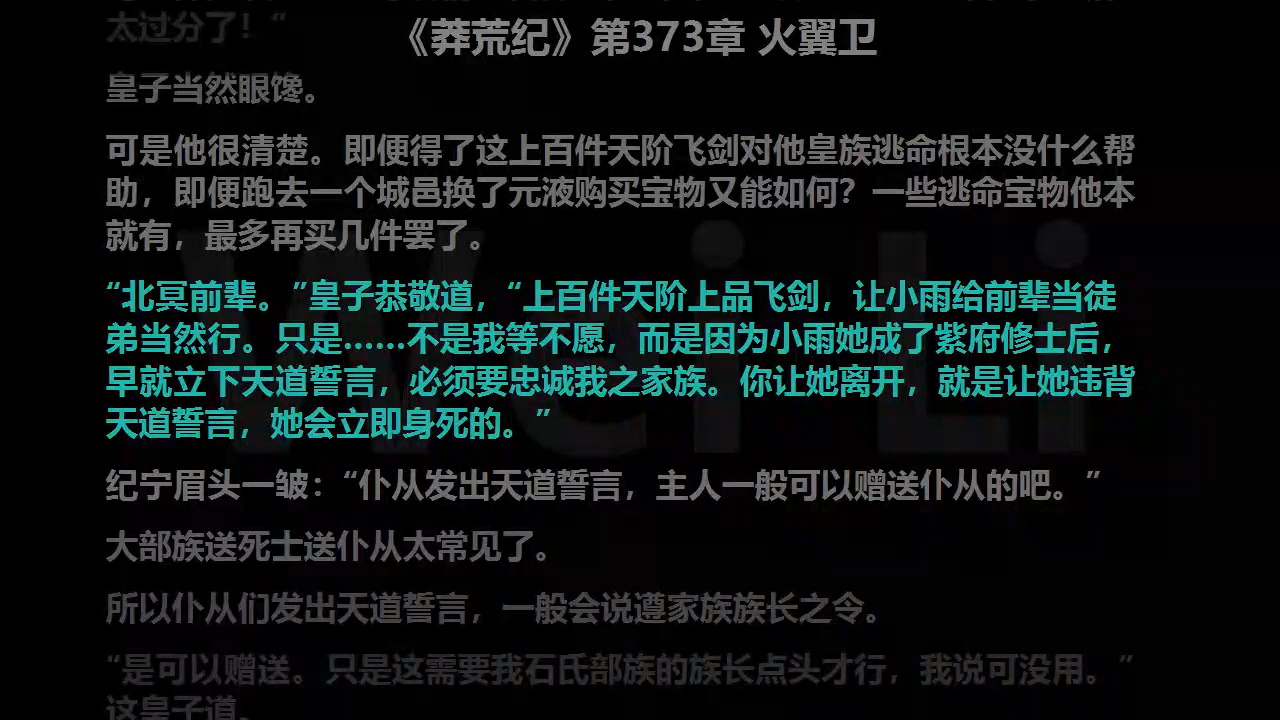 太过分了！”
《莽荒纪》第373章 火翼卫
皇子当然眼馋。
可是他很清楚。即便得了这上百件天阶飞剑对他皇族逃命根本没什么帮
助，即便跑去一个城邑换了元液购买宝物又能如何？一些逃命宝物他本
就有，最多再买几件罢了。
“北冥前辈。”皇子恭敬道，“上百件天阶上品飞剑，让小雨给前辈当徒
弟当然行。只是……不是我等不愿，而是因为小雨她成了紫府修士后，
早就立下天道誓言，必须要忠诚我之家族。你让她离开，就是让她违背
天道誓言，她会立即身死的。”
纪宁眉头一皱：“仆从发出天道誓言，主人一般可以赠送仆从的吧。”
大部族送死士送仆从太常见了。
所以仆从们发出天道誓言，一般会说遵家族族长之令。
“是可以赠送。只是这需要我石氏部族的族长点头才行，我说可没用。”
这皇子道。
Wei Li